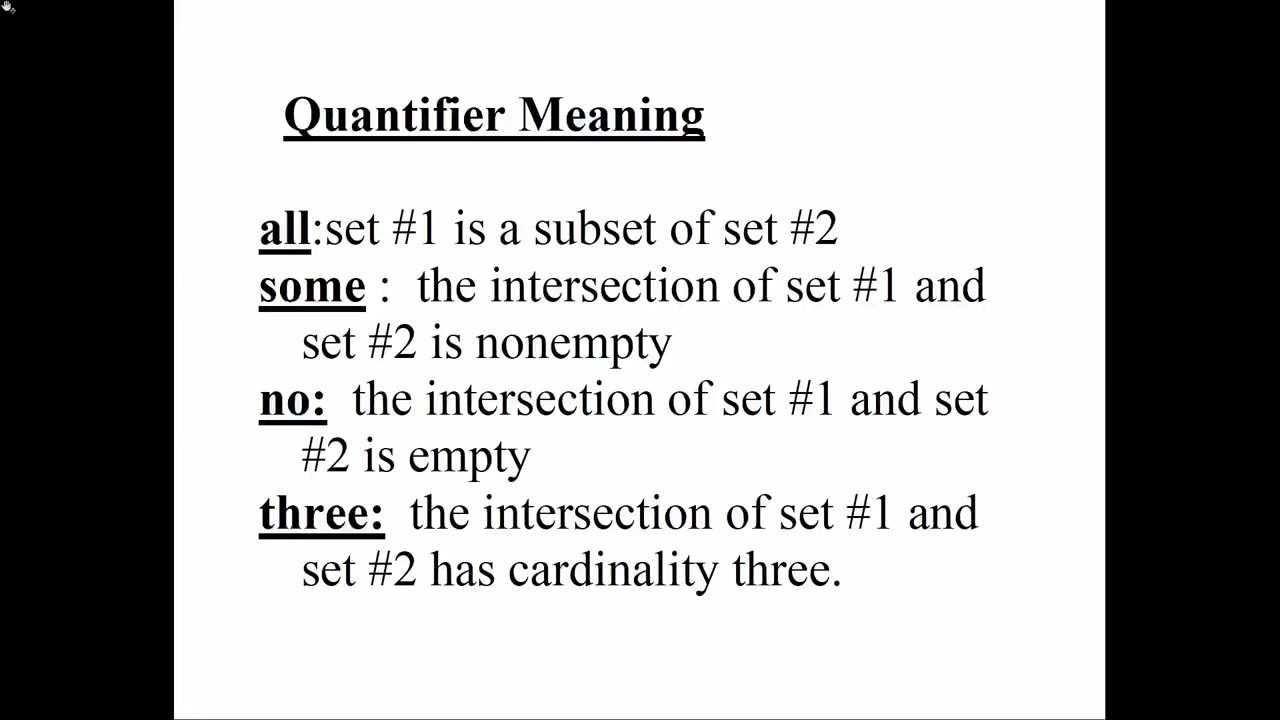 Quantifier Meaning
all:set #1 is a subset of set #2
some :  the intersection of set #1 and
set #2 is nonempty
no:  the intersection of set #1 and set
#2 is empty
three:  the intersection of set #1 and
set #2 has cardinality three.